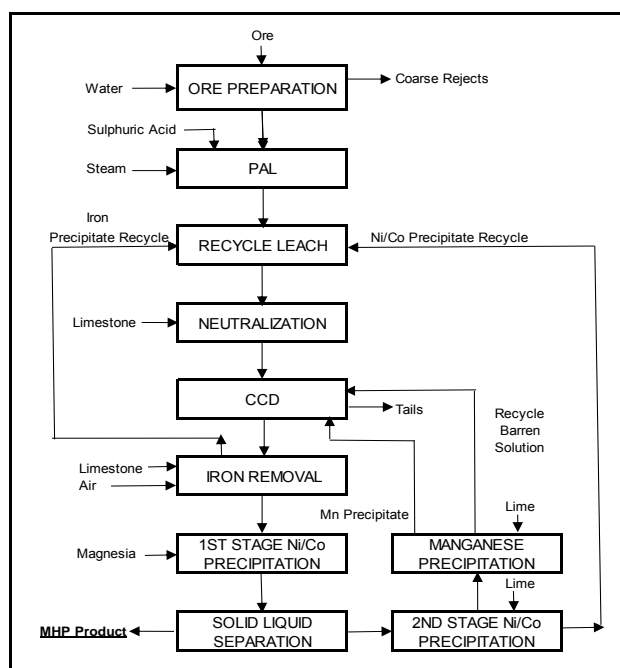 Ore
Water
ORE PREPARATION
Coarse Rejects
Sulphuric Acid
Steam
PAL
Iron
Precipitate Recycle
RECYCLE LEACH
Ni/Co Precipitate Recycle
Limestone
NEUTRALIZATION
CCD
Tails
Recycle
Barren
Solution
Limestone
Air
IRON REMOVAL
Mn Precipitate
Lime
Magnesia
1ST STAGE Ni/Co
PRECIPITATION
MANGANESE
PRECIPITATION
Lime
MHP Product
SOLID LIQUID
SEPARATION
2ND STAGE Ni/Co
PRECIPITATION